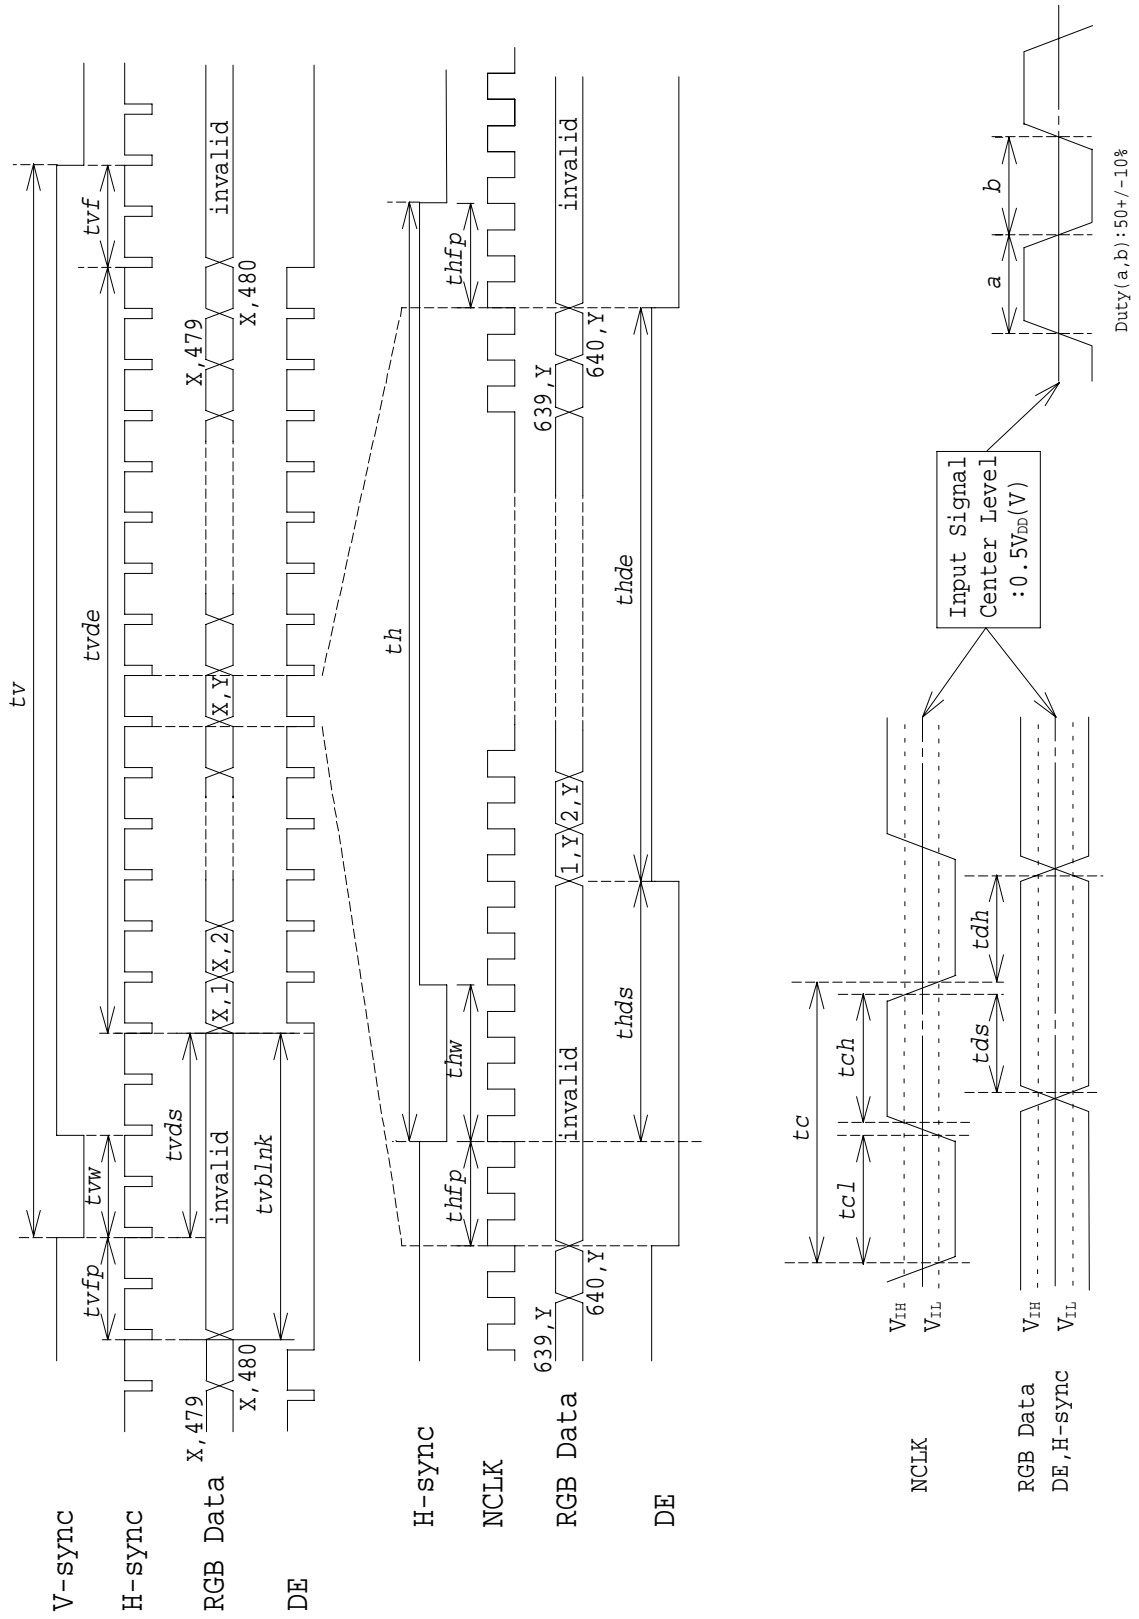 tv
tvfp
tvw
tvde
tvf
V-sync
H-sync
tvds
X,479
X,480
invalid
X,1
X,2
X,Y
X,479
X,480
invalid
RGB Data
tvblnk
DE
th
H-sync
thfp
thw
thfp
NCLK
639,Y
640,Y
invalid
1,Y
2,Y
639,Y
640,Y
invalid
RGB Data
thds
thde
DE
tc
tcl
tch
VIH
VIL
NCLK
tds
tdh
VIH
VIL
RGB Data
DE,H-sync
Input Signal
Center Level
:0.5VDD(V)
a
b
Duty(a,b):50+/-10%